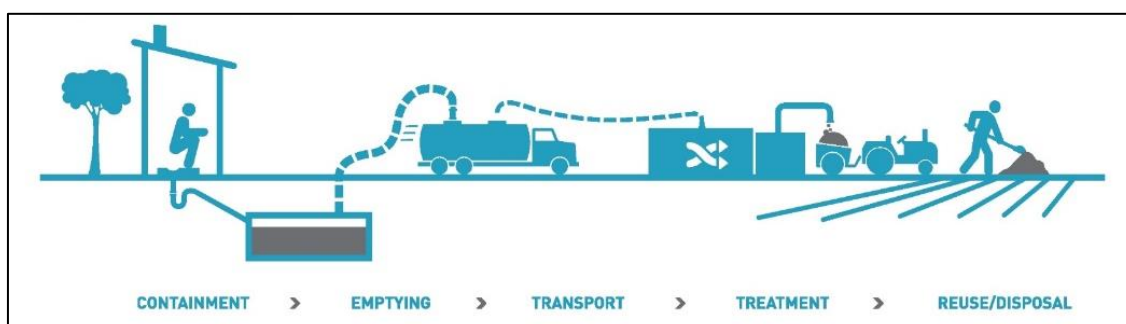 CONTAINMENT > EMPTYING > TRANSPORT > TREATMENT > REUSE/DISPOSAL